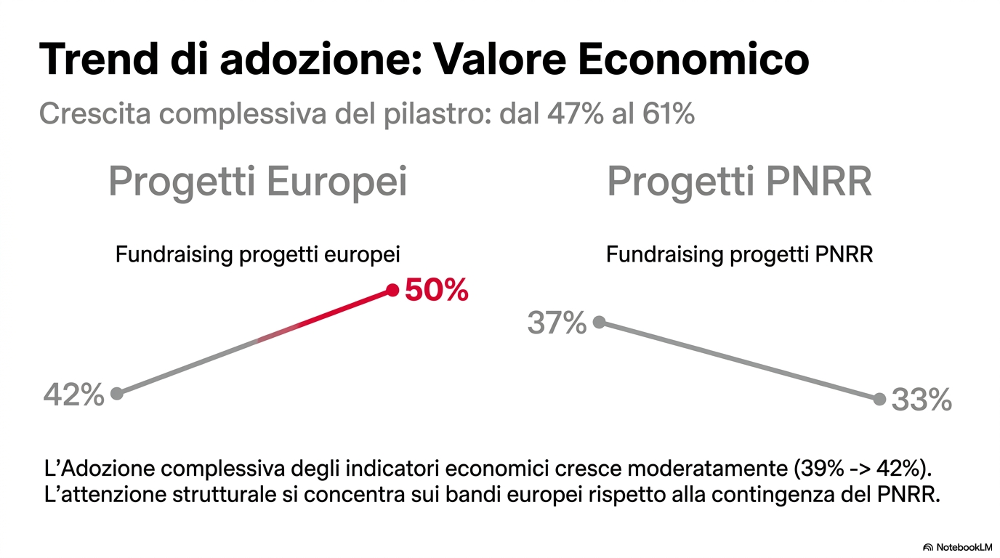 Trend di adozione: Valore Economico
Crescita complessiva del pilastro: dal 47% al 61%
Progetti Europei
Fundraising progetti europei
50%
42%
Progetti PNRR
Fundraising progetti PNRR
37%
33%
L’Adozione complessiva degli indicatori economici cresce moderatamente (39% -> 42%).
L’attenzione strutturale si concentra sui bandi europei rispetto alla contingenza del PNRR.
NotebookLM